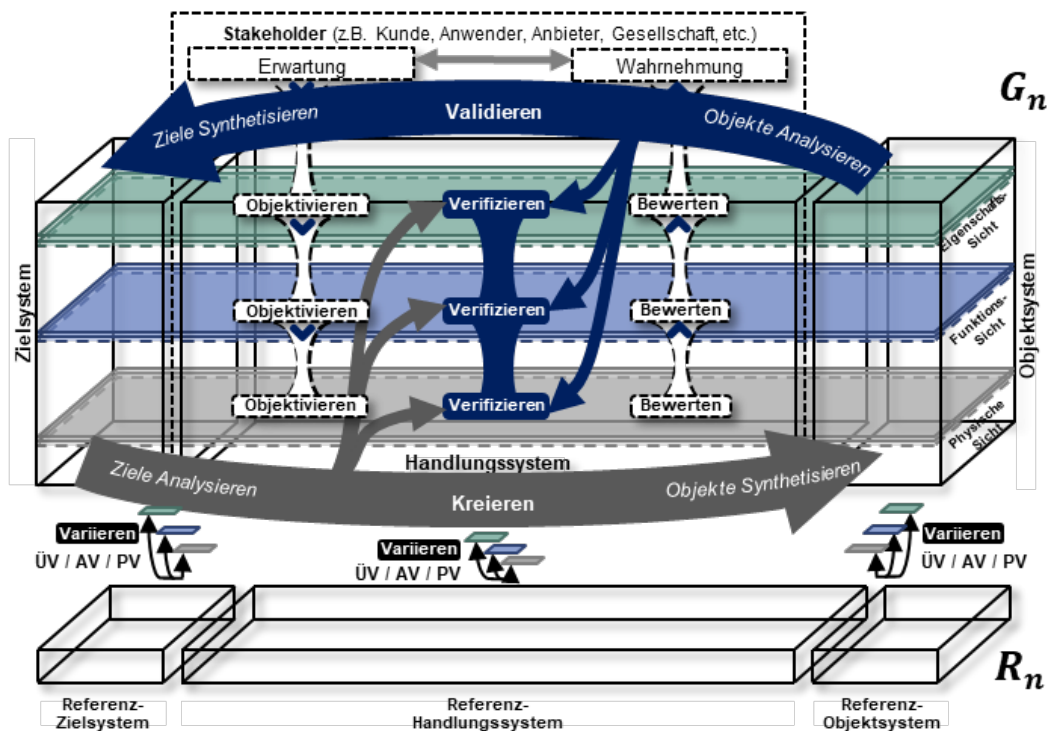 Stakeholder (z.B. Kunde, Anwender, Anbieter, Gesellschaft, etc.)
Erwartung
Wahrnehmung
Gn
Ziele Synthetisieren
Validieren
Objekte Analysieren
Zielsystem
Objektsystem
Objektivieren
Verifizieren
Bewerten
Eigenschafts-
Sicht
Objektivieren
Verifizieren
Bewerten
Funktions-
Sicht
Objektivieren
Verifizieren
Bewerten
Physische
Sicht
Handlungssystem
Ziele Analysieren
Kreieren
Objekte Synthetisieren
Variieren
ÜV / AV / PV
Variieren
ÜV / AV / PV
Variieren
ÜV / AV / PV
Rn
Referenz-
Zielsystem
Referenz-
Handlungssystem
Referenz-
Objektsystem